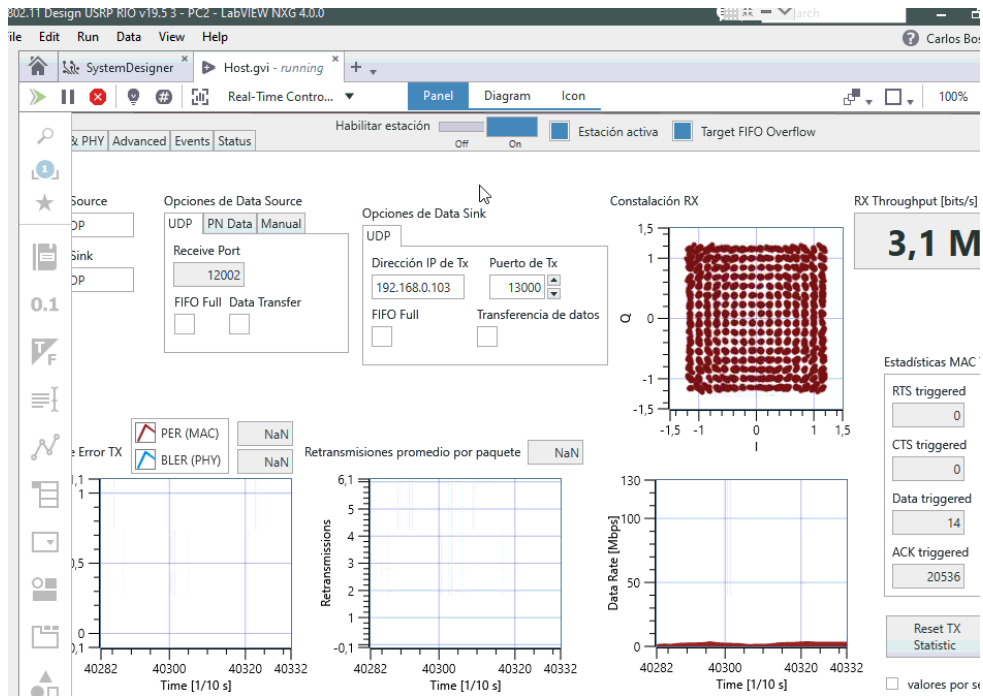 802.11 Design USRP RIO v19.5 3 - PC2 - LabVIEW NXG 4.0.0
arch
ile Edit Run Data View Help
Carlos Bos
SystemDesigner
Host.gvi - running
Real-Time Contro...
Panel
Diagram
Icon
100%
& PHY Advanced Events Status
Habilitar estación
Off
On
Estación activa
Target FIFO Overflow
Source
DP
Sink
DP
Opciones de Data Source
UDP PN Data Manual
Receive Port
12002
FIFO Full Data Transfer
Opciones de Data Sink
UDP
Dirección IP de Tx Puerto de Tx
192.168.0.103 13000
FIFO Full Transferencia de datos
Constalación RX
1,5
1
0
-1
-1,5
Q
-1,5 -1 0 1 1,5
I
RX Throughput [bits/s]
3,1 M
Estadísticas MAC
RTS triggered
0
CTS triggered
0
Data triggered
14
ACK triggered
20536
Reset TX
Statistic
valores por se
e Error TX
PER (MAC) NaN
BLER (PHY) NaN
,1
1
0,5
0
0,1
40282 40300 40320 40332
Time [1/10 s]
Retransmisiones promedio por paquete NaN
Retransmissions
6,1
5
4
3
2
1
-0,1
40282 40300 40320 40332
Time [1/10 s]
Data Rate [Mbps]
130
100
50
0
40282 40300 40320 40332
Time [1/10 s]
0.1
1
T F